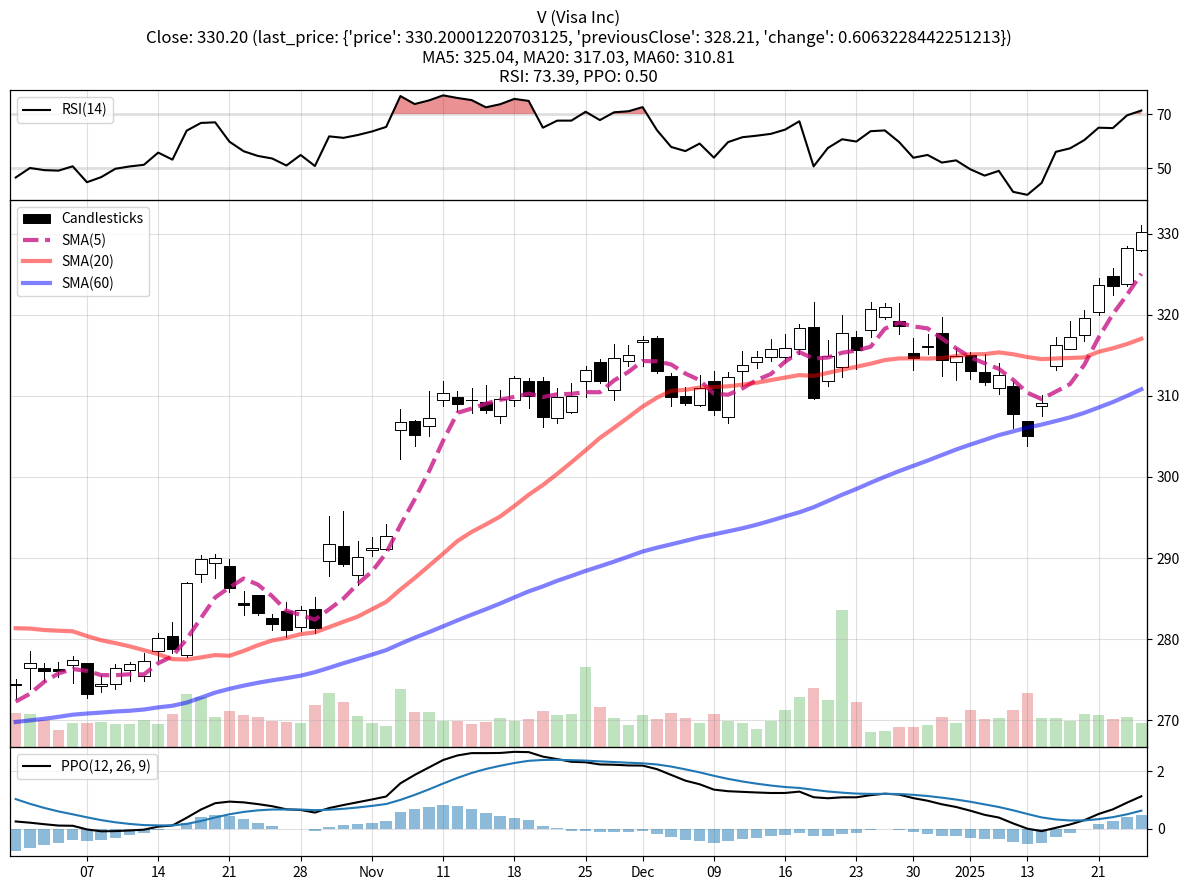 V (Visa Inc)
Close: 330.20 (last_price: {'price': 330.20001220703125, 'previousClose': 328.21, 'change': 0.6063228442251213})
MA5: 325.04, MA20: 317.03, MA60: 310.81
RSI: 73.39, PPO: 0.50
RSI(14)
70
50
Candlesticks
SMA(5)
SMA(20)
SMA(60)
330
320
310
300
290
280
270
PPO(12, 26, 9)
2
0
07 14 21 28 Nov 11 18 25 Dec 09 16 23 30 2025 13 21